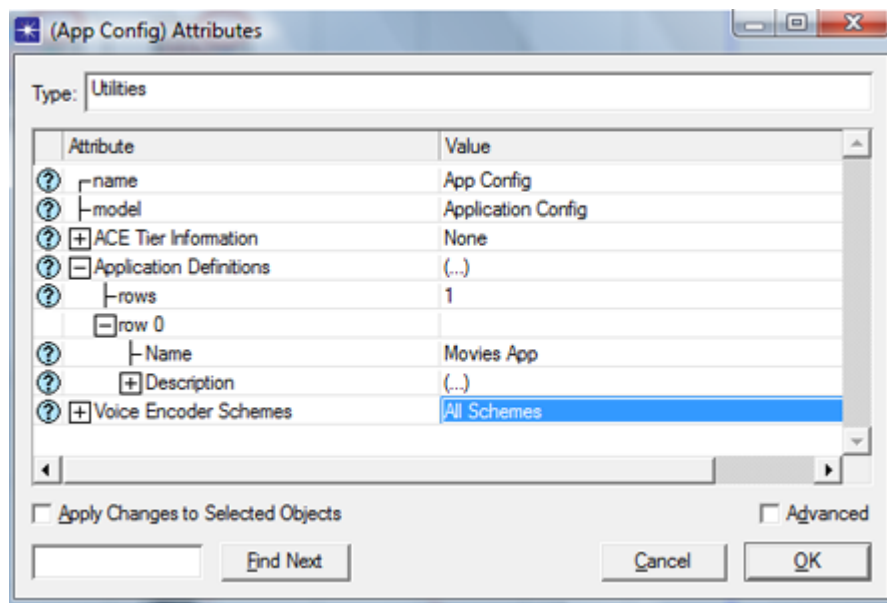 (App Config) Attributes
Type: Utilities
Attribute Value
name App Config
model Application Config
ACE Tier Information None
Application Definitions (...)
rows 1
row 0
Name Movies App
Description (...)
Voice Encoder Schemes All Schemes
Apply Changes to Selected Objects Advanced
Find Next Cancel OK